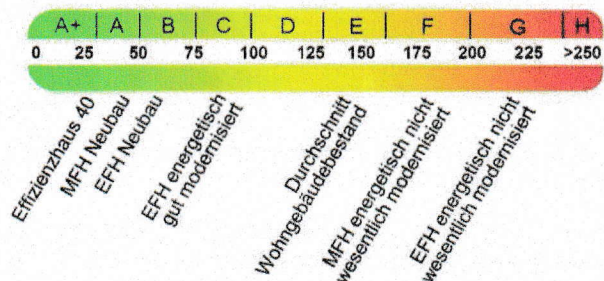 A+ A B C D E F G H
0 25 50 75 100 125 150 175 200 225 >250
Effizienzhaus 40
MFH Neubau
EFH Neubau
EFH energetisch
gut modernisiert
Durchschnitt
Wohngebäudebestand
MFH energetisch nicht
wesentlich modernisiert
EFH energetisch nicht
wesentlich modernisiert